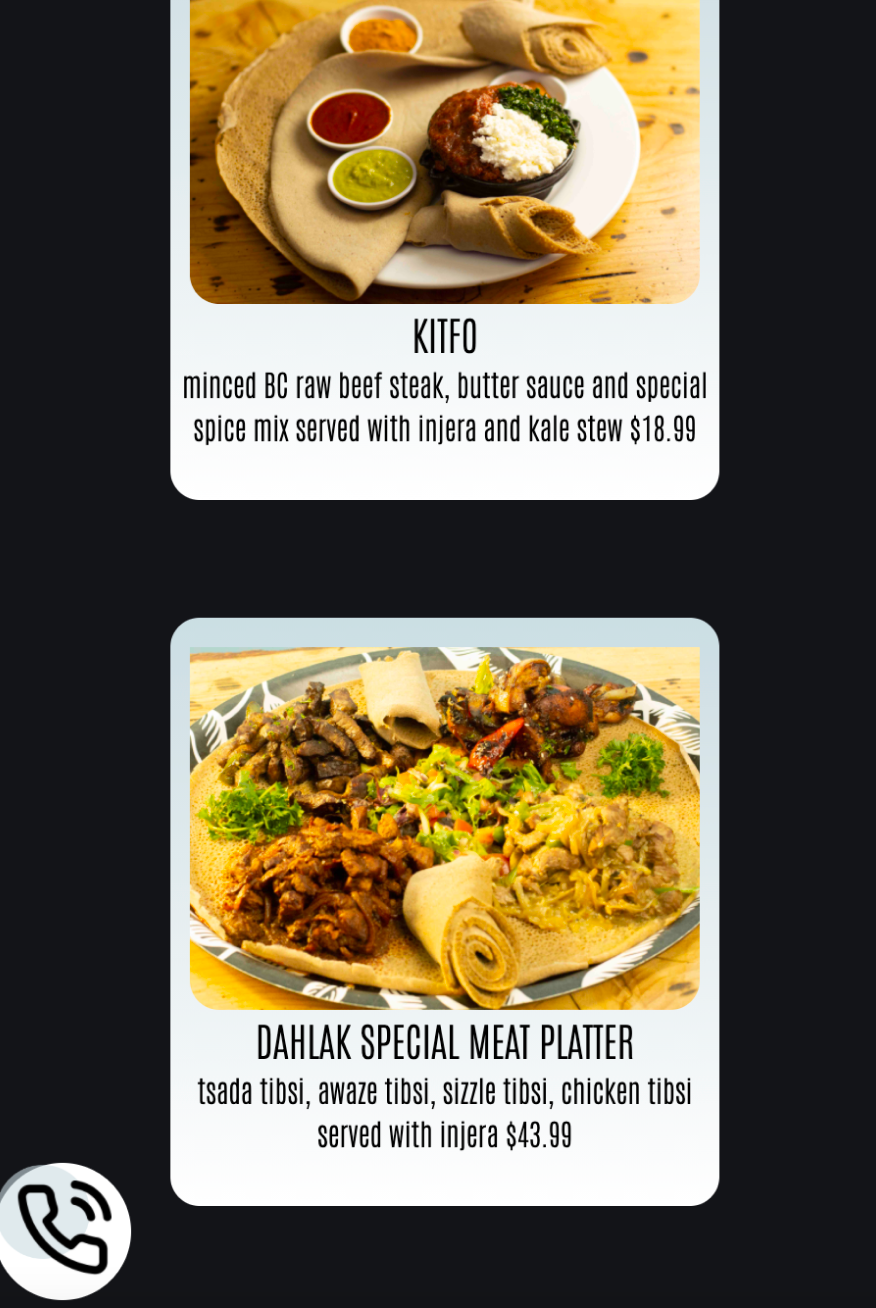 KITFO
minced BC raw beef steak, butter sauce and special
spice mix served with injera and kale stew $18.99
DAHLAK SPECIAL MEAT PLATTER
tsada tibsi, awaze tibsi, sizzle tibsi, chicken tibsi
served with injera $43.99